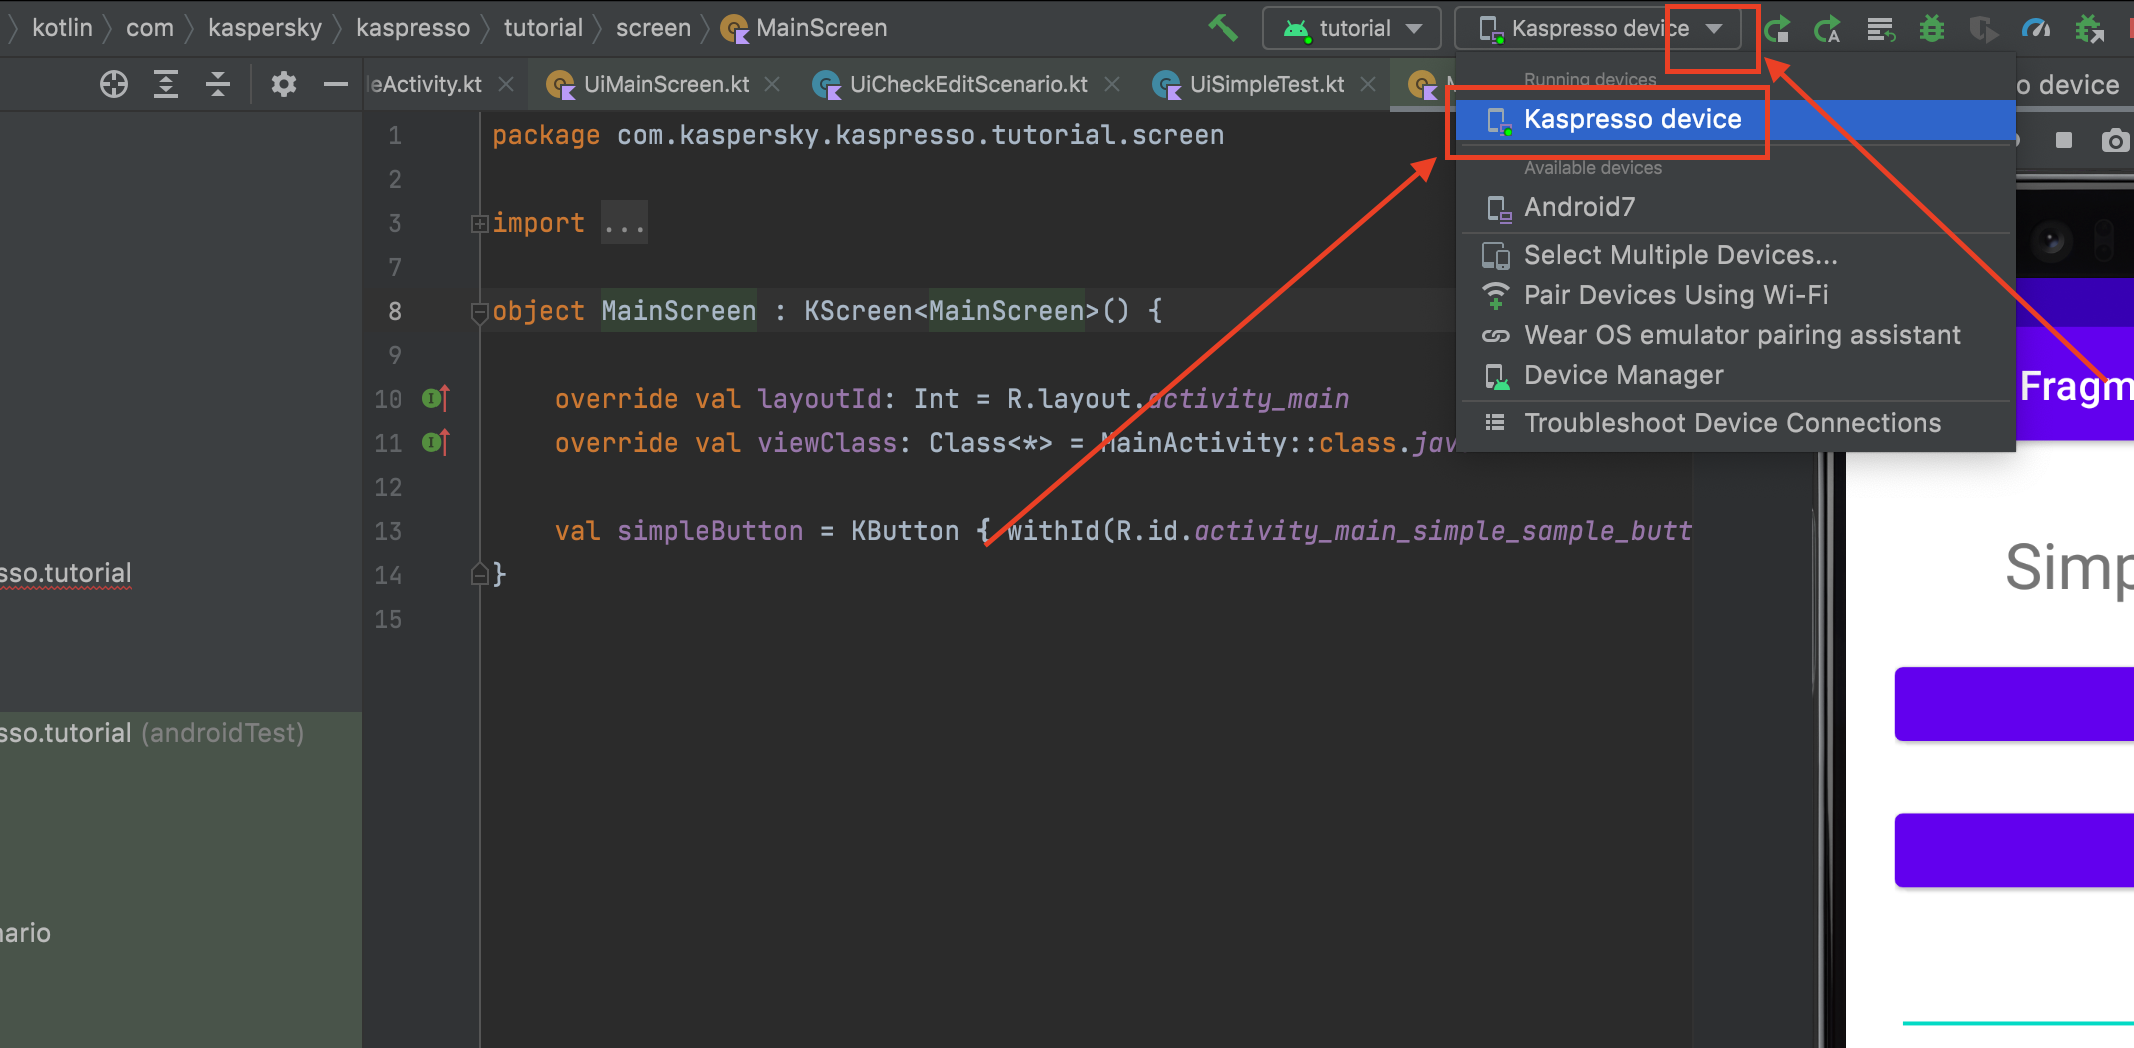 kotlin com kaspersky kaspresso tutorial screen MainScreen
tutorial
Kaspresso device
leActivity.kt
UiMainScreen.kt
UiCheckEditScenario.kt
UiSimpleTest.kt
o device
Running devices
Kaspresso device
Available devices
Android7
Select Multiple Devices...
Pair Devices Using Wi-Fi
Wear OS emulator pairing assistant
Device Manager
Troubleshoot Device Connections
1 package com.kaspersky.kaspresso.tutorial.screen
2
3 import ...
7
8 object MainScreen : KScreen<MainScreen>() {
9
10 override val layoutId: Int = R.layout.activity_main
11 override val viewClass: Class<*> = MainActivity::class.jav
12
13 val simpleButton = KButton { withId(R.id.activity_main_simple_sample_butt
14 }
15
sso.tutorial
sso.tutorial (androidTest)
nario
Fragm
Simp